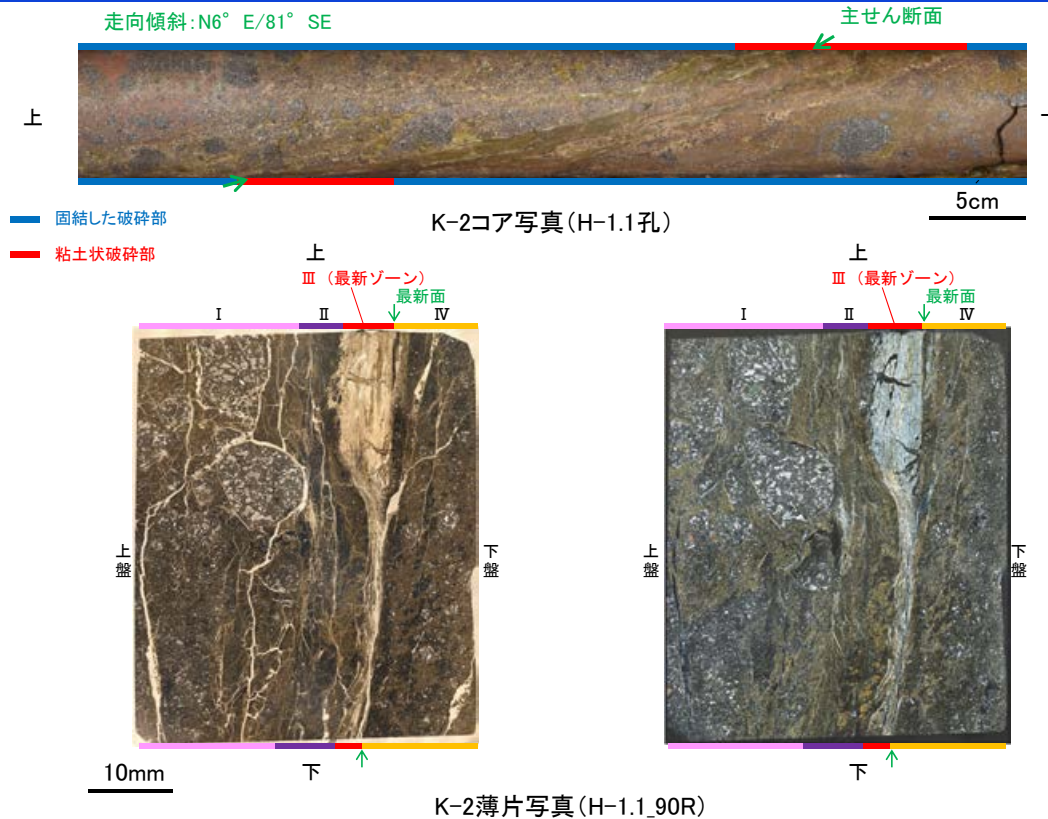 走向傾斜:N6° E/81° SE
主せん断面
上
5cm
固結した破砕部
K-2コア写真(H-1.1孔)
粘土状破砕部
上
上
Ⅲ (最新ゾーン)
Ⅲ (最新ゾーン)
最新面
最新面
Ⅰ Ⅱ Ⅳ
Ⅰ Ⅱ Ⅳ
上盤
下盤
上盤
下盤
10mm
下
下
K-2薄片写真(H-1.1_90R)